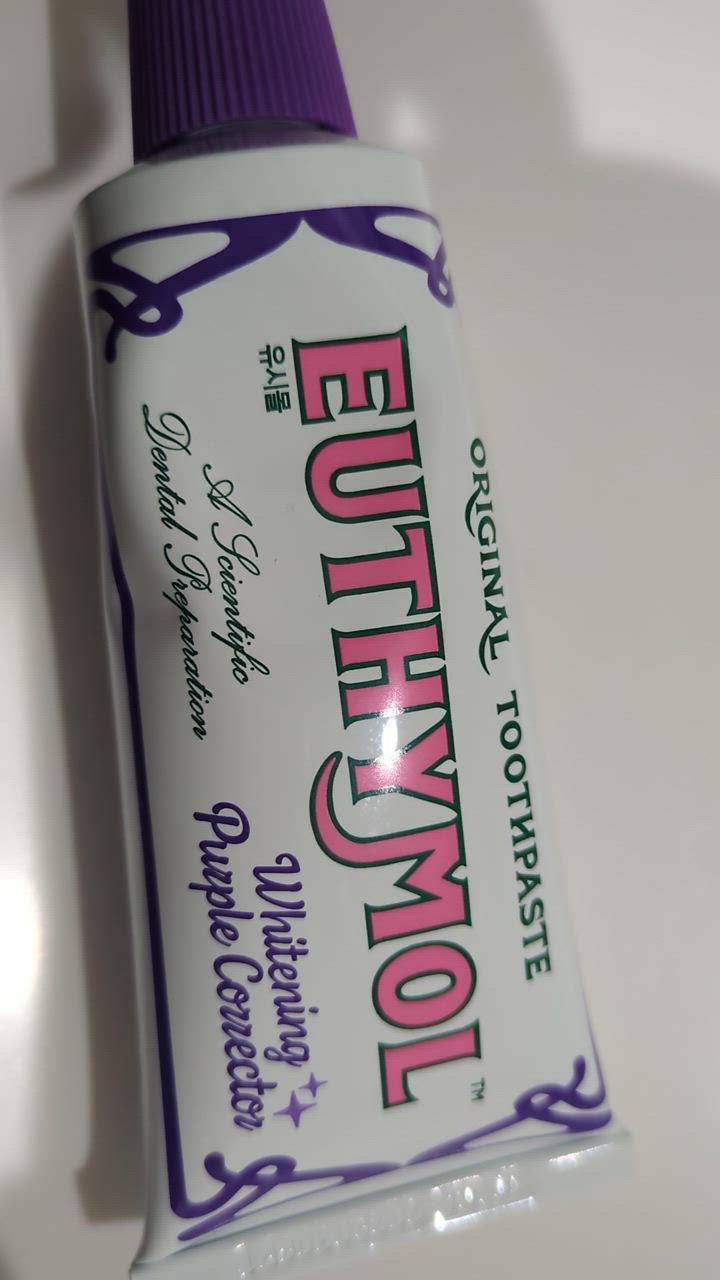 ORIGINAL TOOTHPASTE
EUTHYMOL™
유시몰
A Scientific
Dental Preparation
Whitening
Purple Corrector